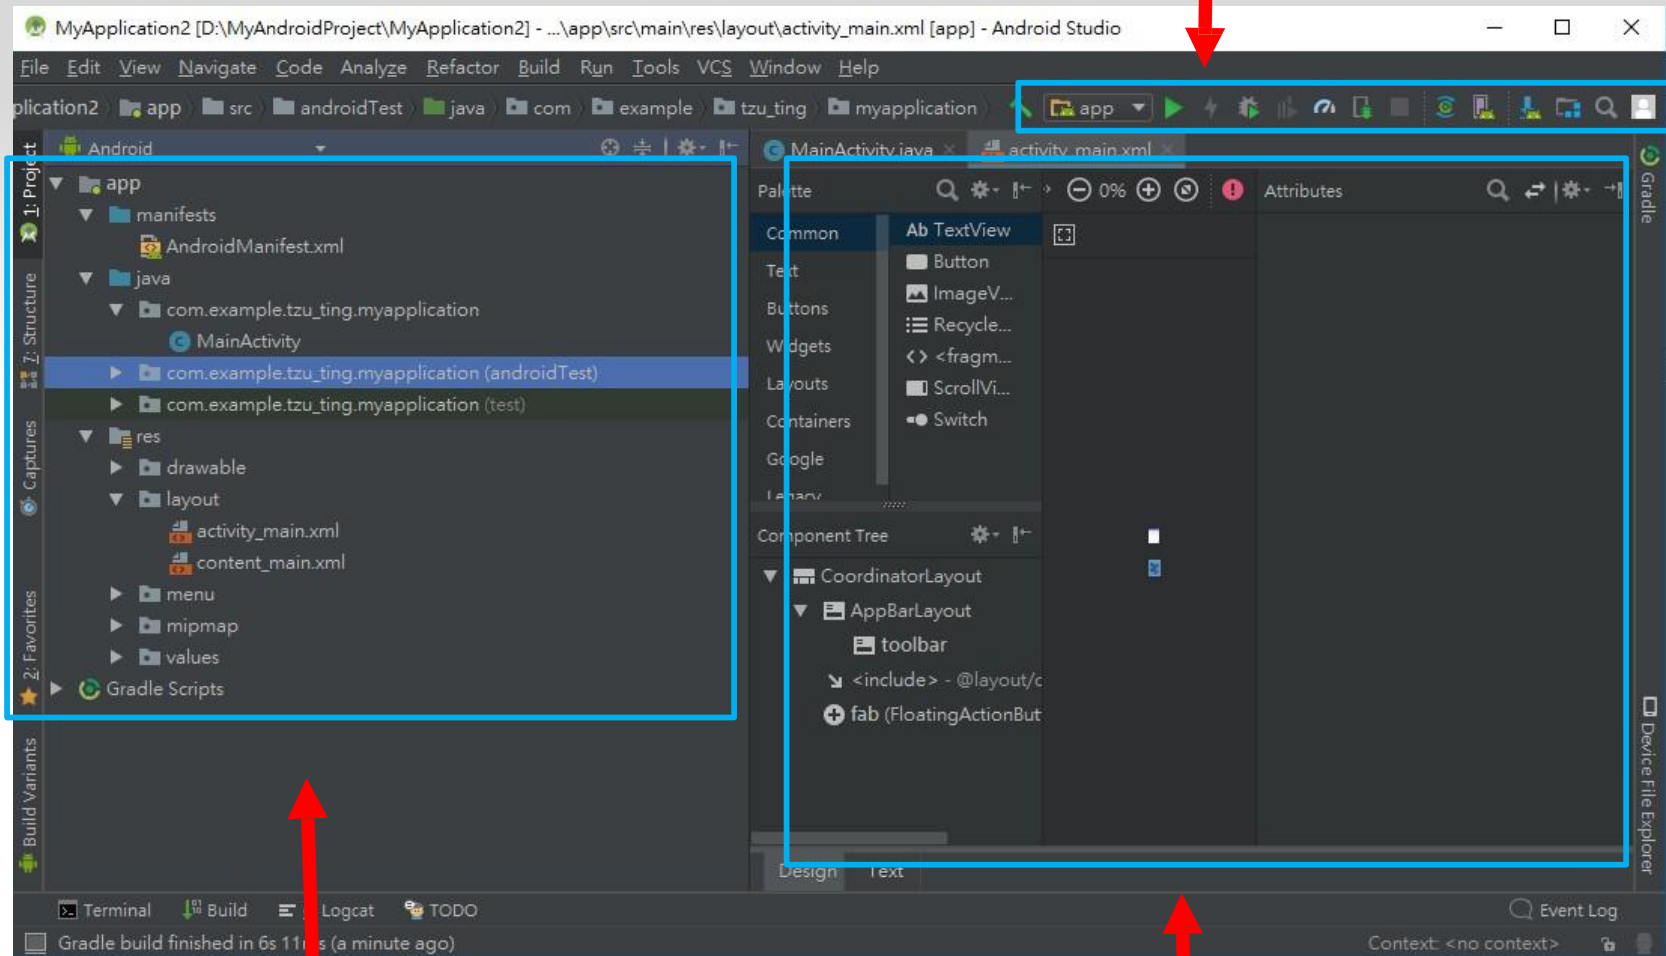 MyApplication2 [D:\MyAndroidProject\MyApplication2] - ...\app\src\main\res\layout\activity_main.xml [app] - Android Studio
File Edit View Navigate Code Analyze Refactor Build Run Tools VCS Window Help
plication2 app src androidTest java com example tzu_ting myapplication app
Android
MainActivity.java activity_main.xml
1: Project
7: Structure
Captures
2: Favorites
Build Variants
app
manifests
AndroidManifest.xml
java
com.example.tzu_ting.myapplication
MainActivity
com.example.tzu_ting.myapplication (androidTest)
com.example.tzu_ting.myapplication (test)
res
drawable
layout
activity_main.xml
content_main.xml
menu
mipmap
values
Gradle Scripts
Palette
Common
Text
Buttons
Widgets
Layouts
Containers
Google
Legacy
Ab TextView
Button
ImageV...
Recycle...
<fragm...
ScrollVi...
Switch
0%
Attributes
Component Tree
CoordinatorLayout
AppBarLayout
toolbar
<include> - @layout/c
fab (FloatingActionBut
Design Text
Gradle
Device File Explorer
Terminal Build Logcat TODO
Event Log
Gradle build finished in 6s 11 (a minute ago)
Context: <no context>